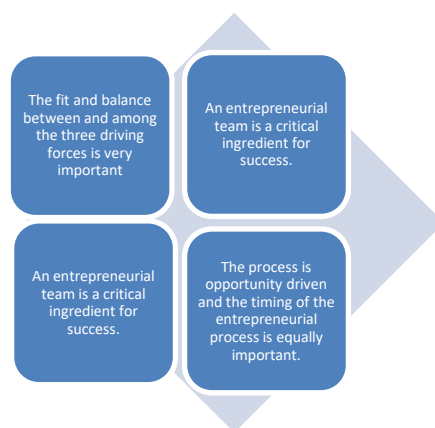 The fit and balance
between and among
the three driving
forces is very
important
An entrepreneurial
team is a critical
ingredient for
success.
An entrepreneurial
team is a critical
ingredient for
success.
The process is
opportunity driven
and the timing of the
entrepreneurial
process is equally
important.